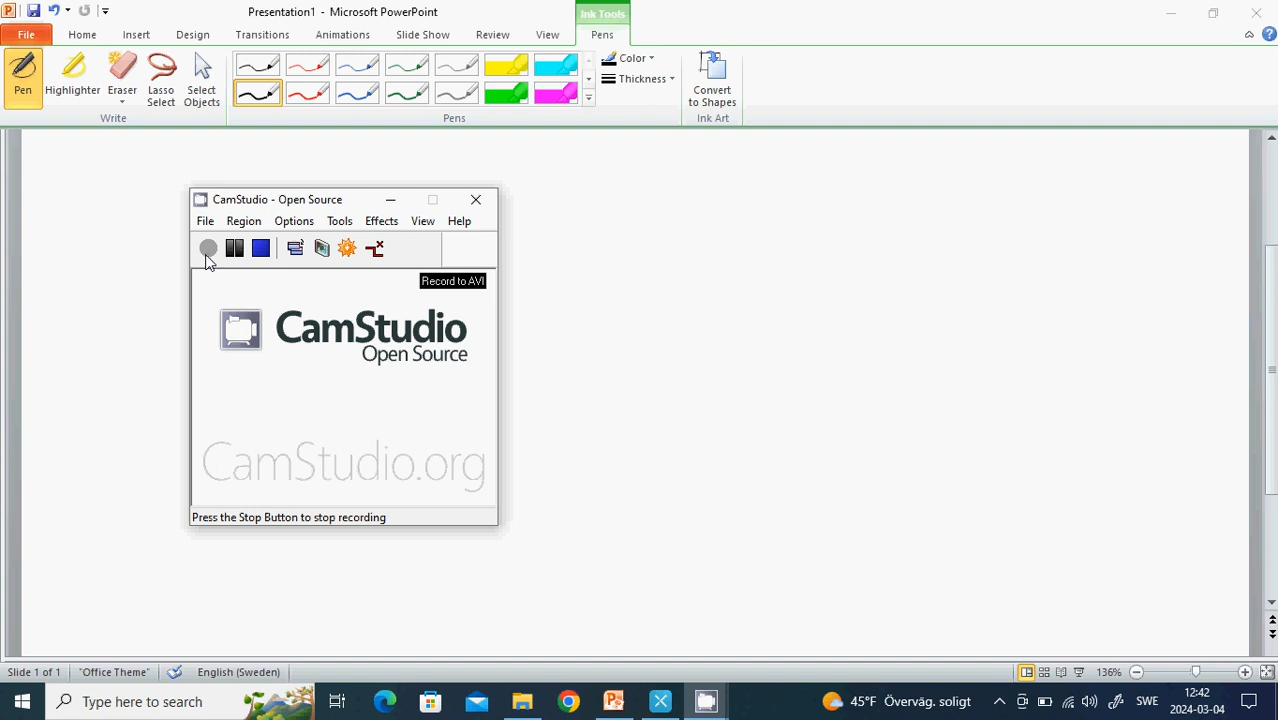 Presentation1 - Microsoft PowerPoint
Ink Tools
File Home Insert Design Transitions Animations Slide Show Review View Pens
Pen Highlighter Eraser Lasso Select Select Objects
Color
Thickness
Convert to Shapes
Write Pens Ink Art
CamStudio - Open Source
File Region Options Tools Effects View Help
Record to AVI
CamStudio
Open Source
CamStudio.org
Press the Stop Button to stop recording
Slide 1 of 1 "Office Theme" English (Sweden) 136%
Type here to search 45°F Överväg. soligt SWE 12:42
2024-03-04